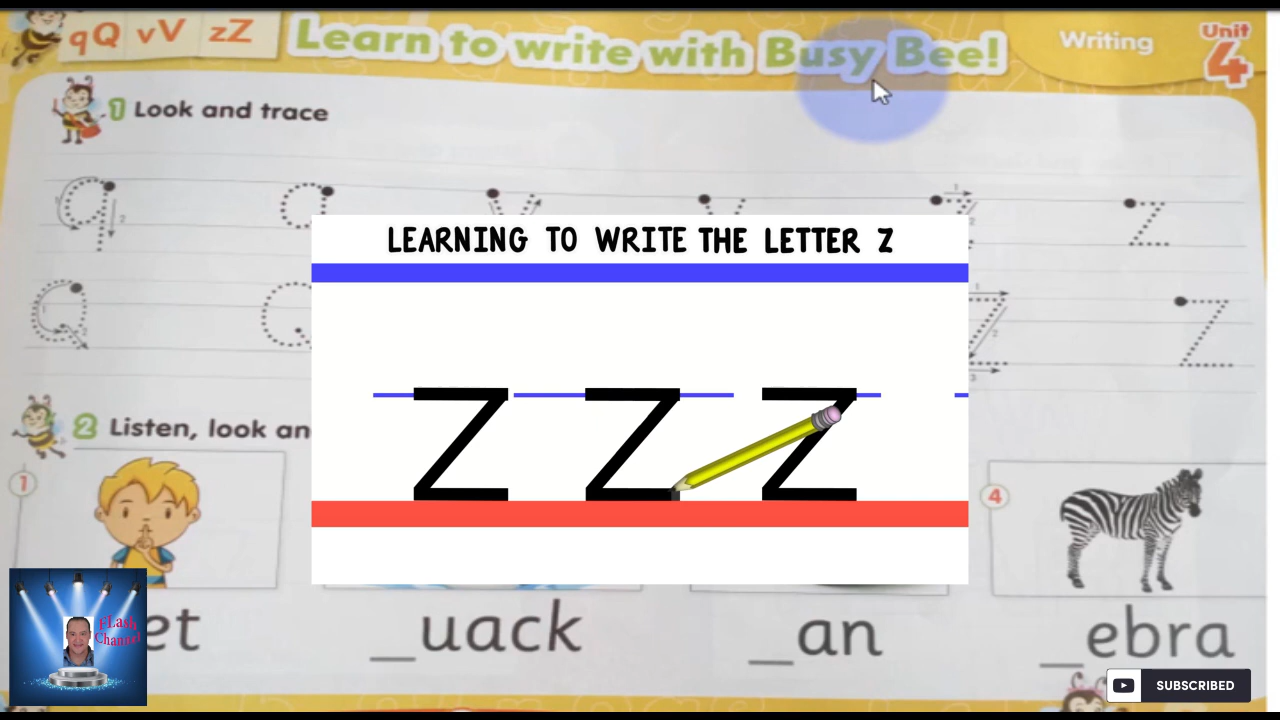 qQ vV zZ
Learn to write with Busy Bee!
Writing
Unit
4
1 Look and trace
q q v v z z
Q Q Z Z
LEARNING TO WRITE THE LETTER Z
z z z
2 Listen, look
1
4
et
_uack
_an
_ebra
FLash
Channel
SUBSCRIBED